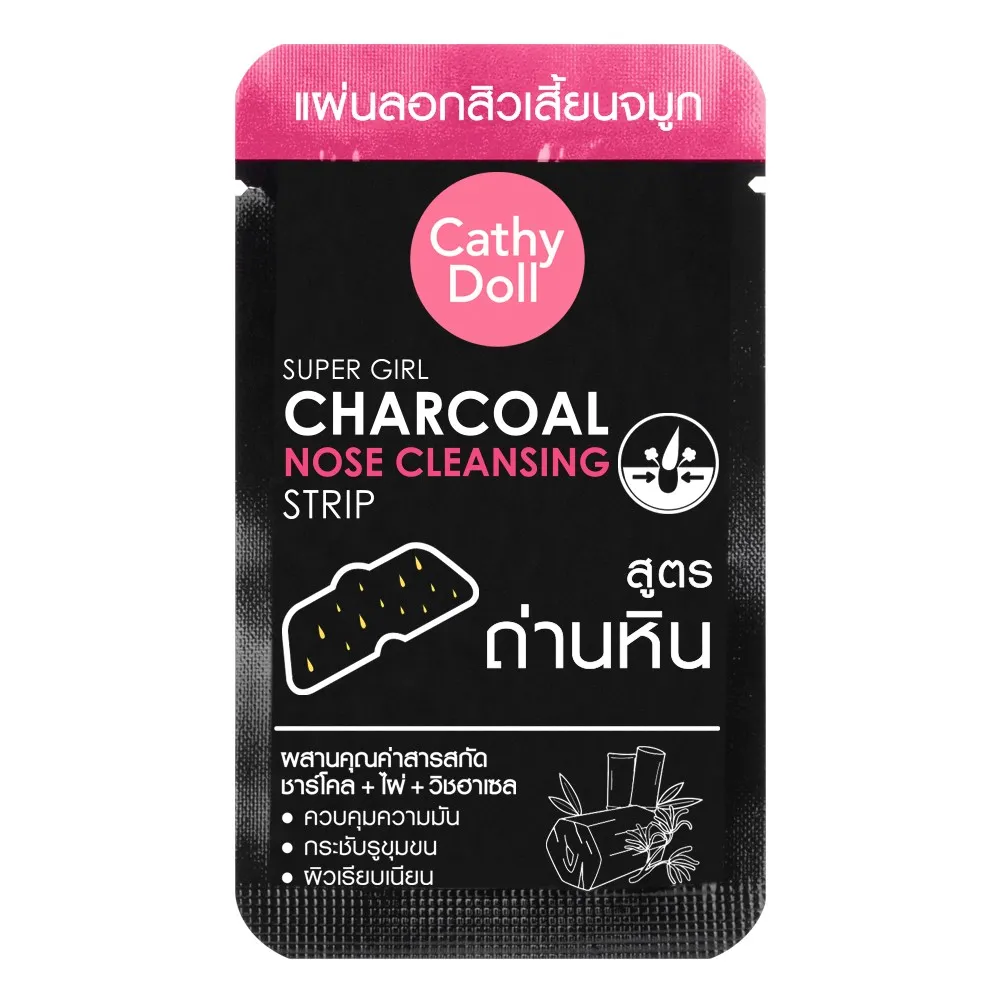 แผ่นลอกสิวเสี้ยนจมูก
Cathy
Doll
SUPER GIRL
CHARCOAL
NOSE CLEANSING
STRIP
สูตร
ถ่านหิน
ผสานคุณค่าสารสกัด
ชาร์โคล + ไผ่ + วิชฮาเซล
• ควบคุมความมัน
• กระชับรูขุมขน
• ผิวเรียบเนียน